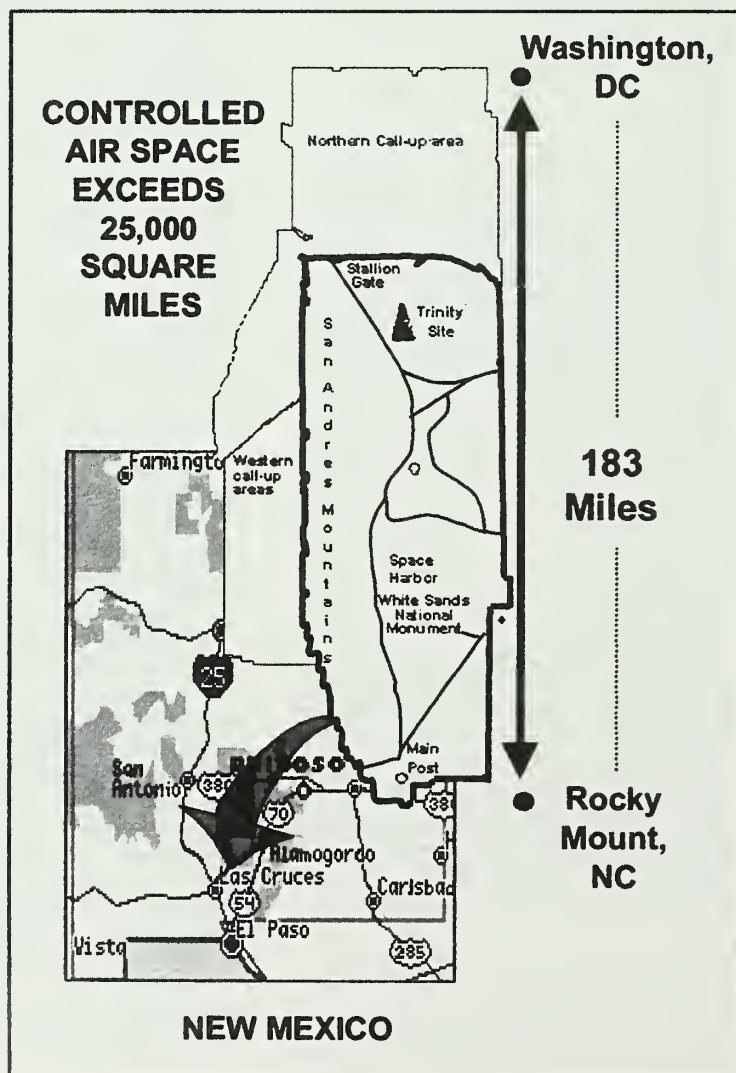 Washington,
DC
CONTROLLED
AIR SPACE
EXCEEDS
25,000
SQUARE
MILES
Northern Call-up area
Stallion
Gate
Trinity
Site
San Andres Mountains
183
Miles
Farmingto
Western
call-up
areas
Space
Harbor
White Sands
National
Monument
25
Main
Post
San
Antonio
380
RUIDOSO
380
70
Rocky
Mount,
NC
Alamogordo
Las Cruces
Carlsbad
54
El Paso
Vista
285
NEW MEXICO